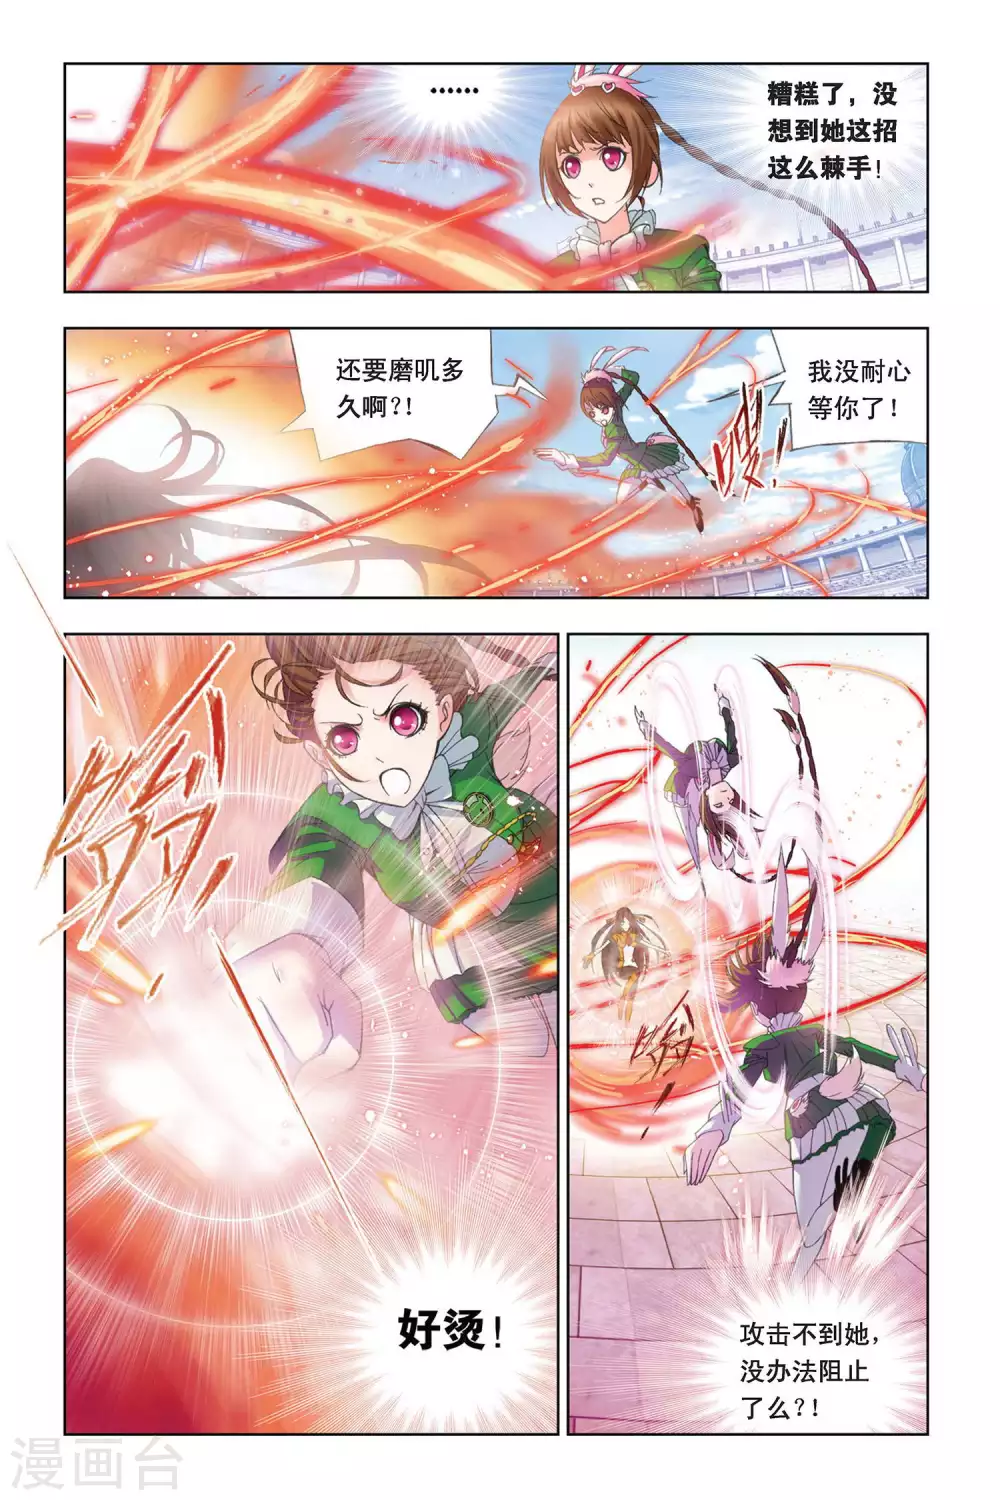 ……
糟糕了，没
想到她这招
这么棘手！
还要磨叽多
久啊？！
我没耐心
等你了！
嗖！
好烫！
攻击不到她，
没办法阻止
了么？！
漫画台